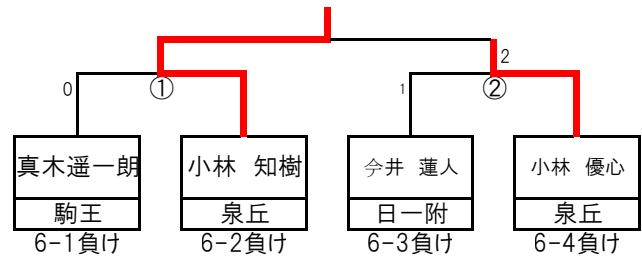 2
0 ① 1 ②
真木遥一朗 小林 知樹 今井 蓮人 小林 優心
駒王 泉丘 日一附 泉丘
6-1負け 6-2負け 6-3負け 6-4負け